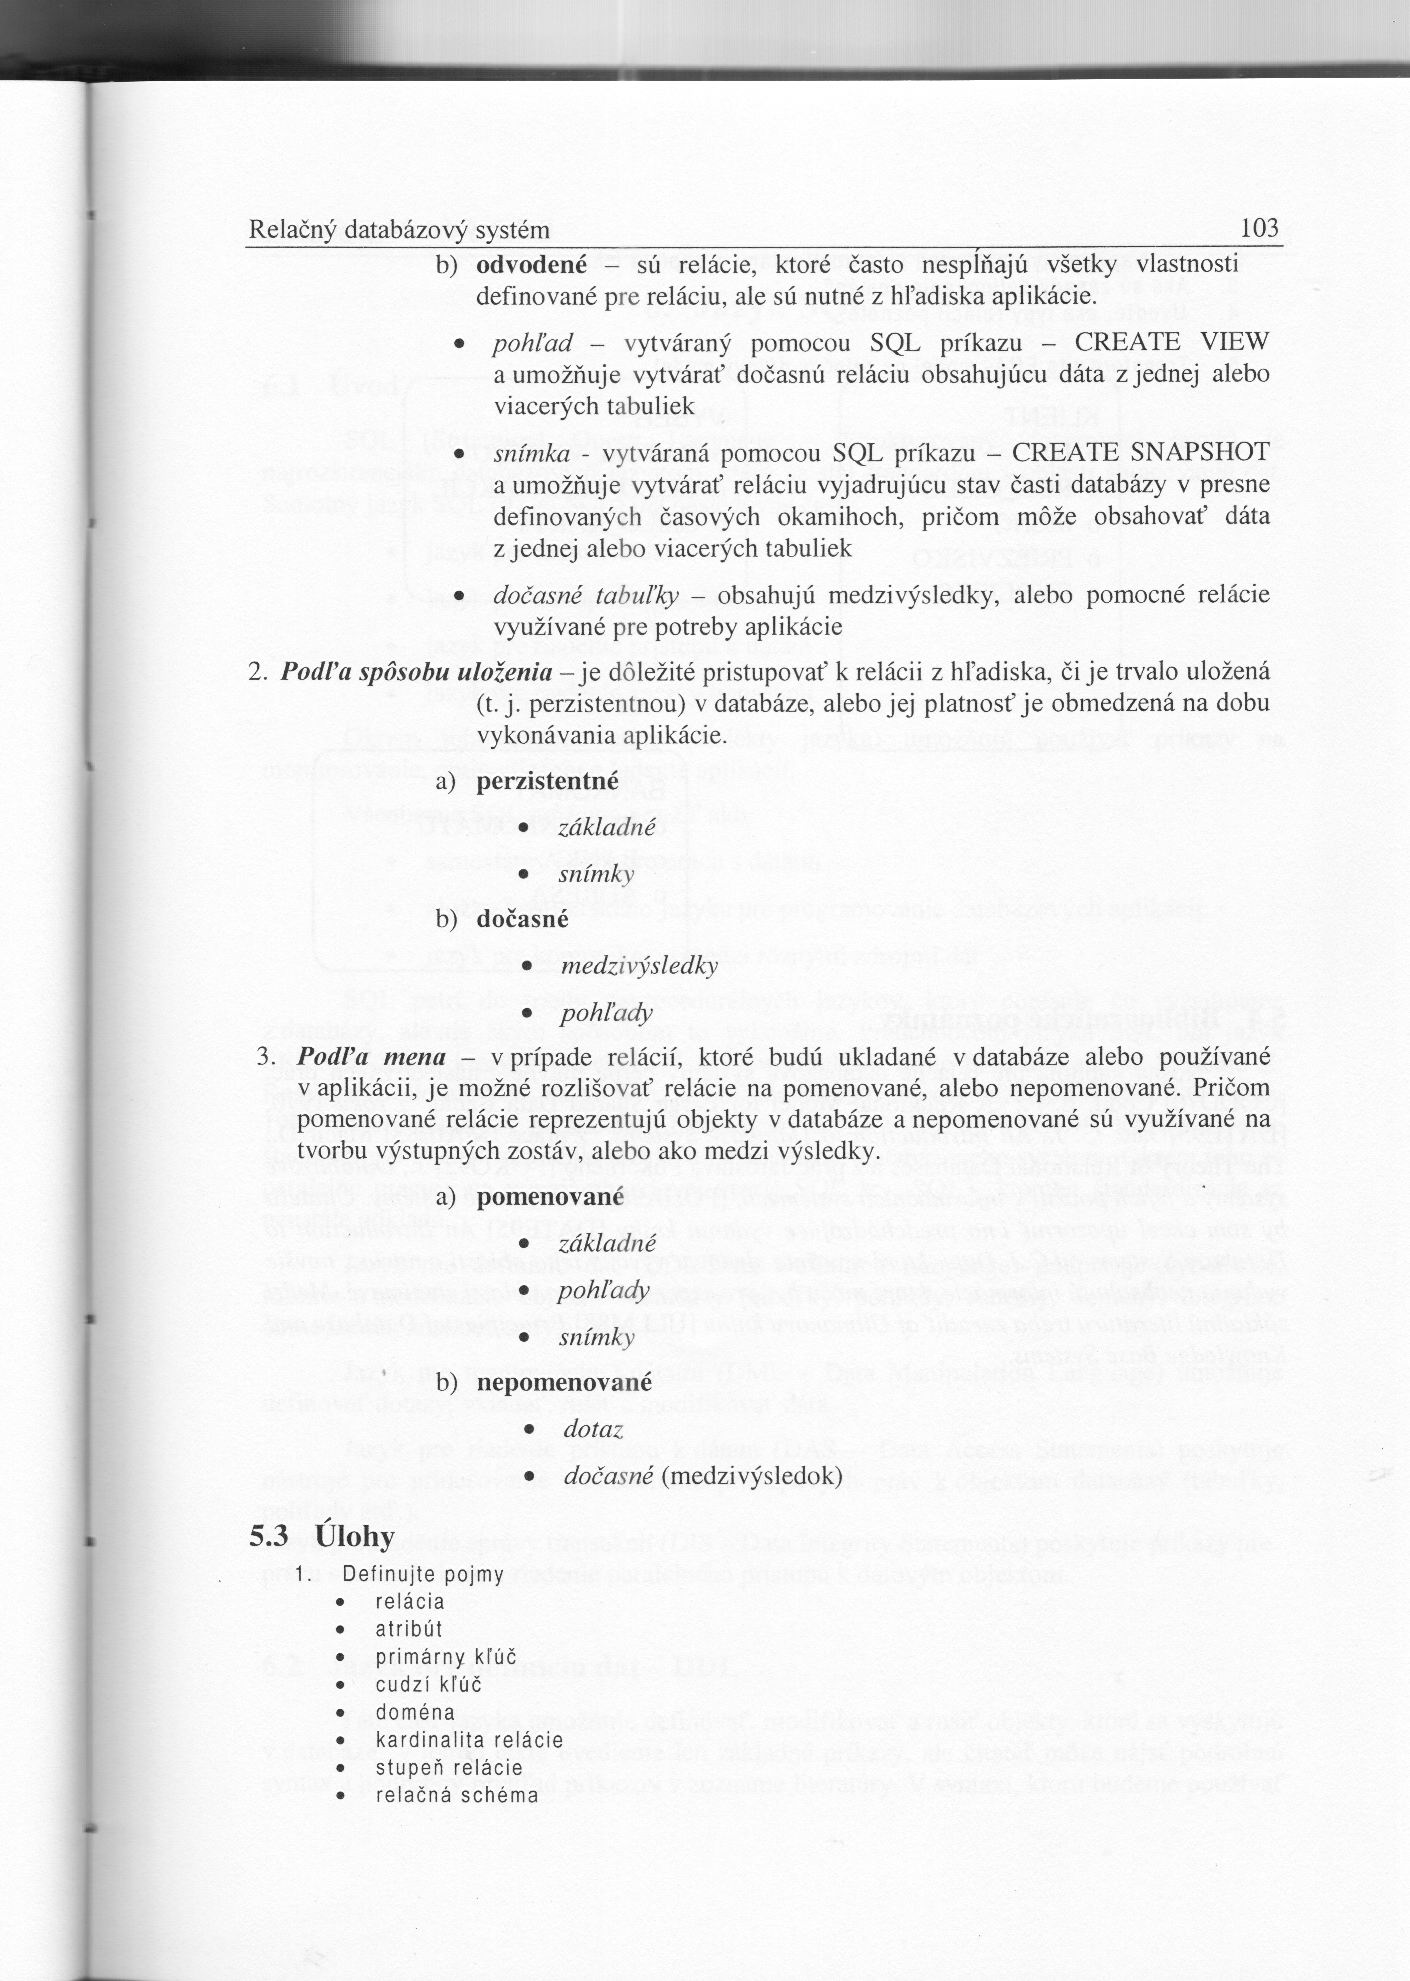 Relačný databázový systém 103
b) odvodené – sú relácie, ktoré často nespĺňajú všetky vlastnosti
definované pre reláciu, ale sú nutné z hľadiska aplikácie.
• pohľad – vytváraný pomocou SQL príkazu – CREATE VIEW
a umožňuje vytvárať dočasnú reláciu obsahujúcu dáta z jednej alebo
viacerých tabuliek
• snímka - vytváraná pomocou SQL príkazu – CREATE SNAPSHOT
a umožňuje vytvárať reláciu vyjadrujúcu stav časti databázy v presne
definovaných časových okamihoch, pričom môže obsahovať dáta
z jednej alebo viacerých tabuliek
• dočasné tabuľky – obsahujú medzivýsledky, alebo pomocné relácie
využívané pre potreby aplikácie
2. Podľa spôsobu uloženia – je dôležité pristupovať k relácii z hľadiska, či je trvalo uložená
(t. j. perzistentnou) v databáze, alebo jej platnosť je obmedzená na dobu
vykonávania aplikácie.
a) perzistentné
• základné
• snímky
b) dočasné
• medzivýsledky
• pohľady
3. Podľa mena – v prípade relácií, ktoré budú ukladané v databáze alebo používané
v aplikácii, je možné rozlišovať relácie na pomenované, alebo nepomenované. Pričom
pomenované relácie reprezentujú objekty v databáze a nepomenované sú využívané na
tvorbu výstupných zostáv, alebo ako medzi výsledky.
a) pomenované
• základné
• pohľady
• snímky
b) nepomenované
• dotaz
• dočasné (medzivýsledok)
5.3 Úlohy
1. Definujte pojmy
• relácia
• atribút
• primárny kľúč
• cudzí kľúč
• doména
• kardinalita relácie
• stupeň relácie
• relačná schéma